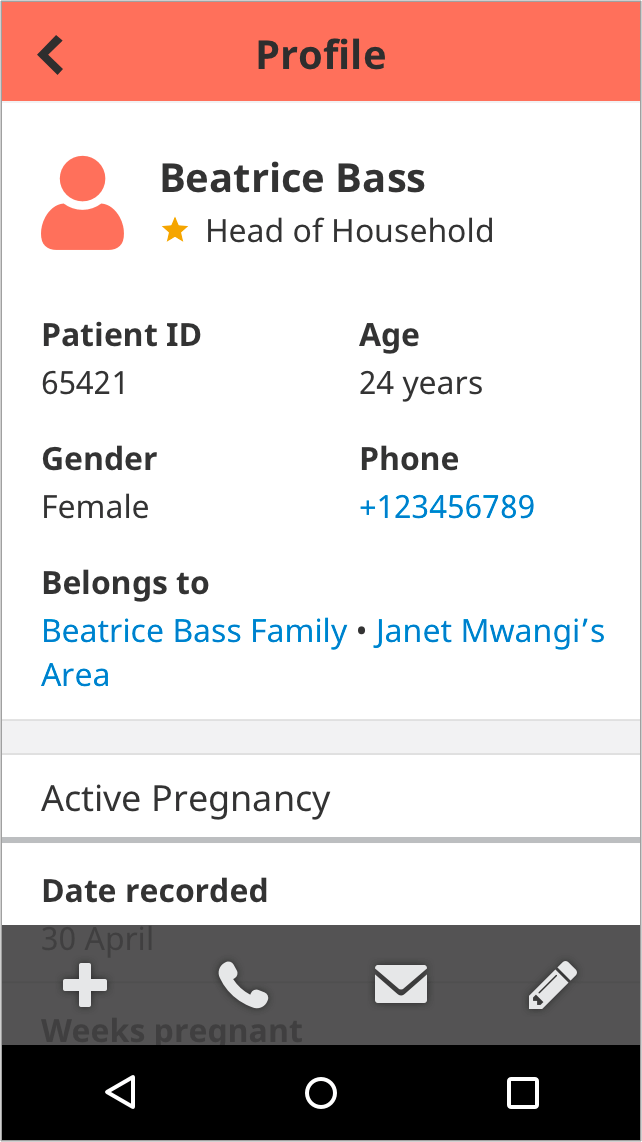 Profile
Beatrice Bass
Head of Household
Patient ID
Age
65421
24 years
Gender
Phone
Female
+123456789
Belongs to
Beatrice Bass Family • Janet Mwangi’s
Area
Active Pregnancy
Date recorded
30 April
Weeks pregnant